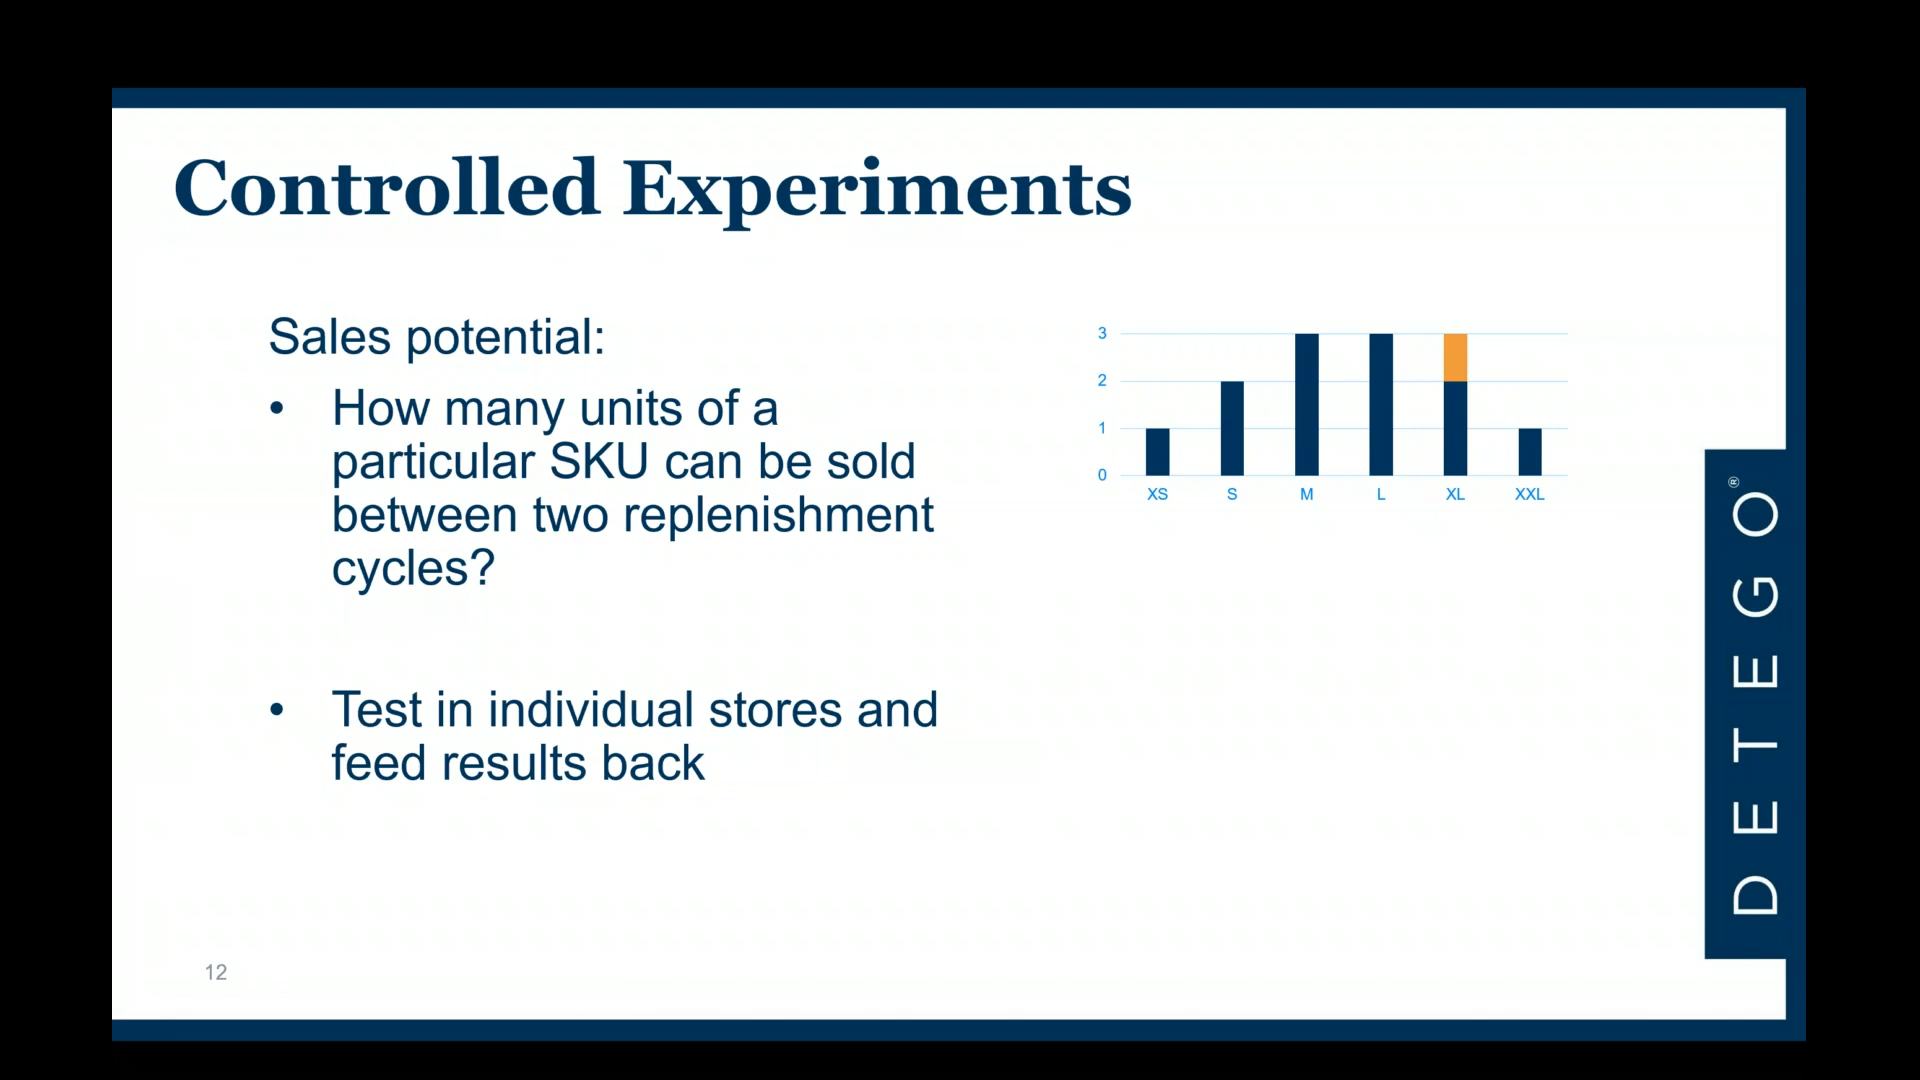 Controlled Experiments
Sales potential:
• How many units of a
particular SKU can be sold
between two replenishment
cycles?
• Test in individual stores and
feed results back
3
2
1
0
XS S M L XL XXL
DETEGO®
12